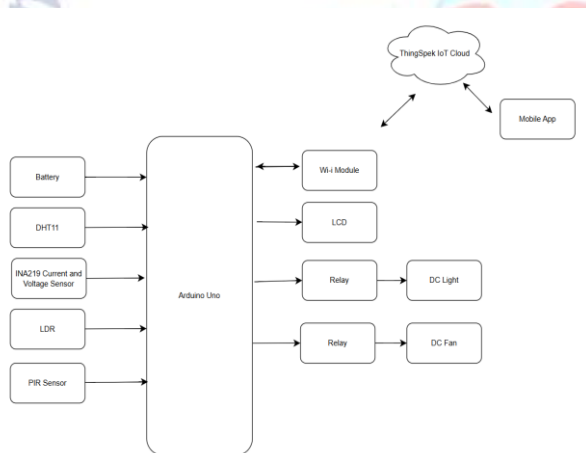 ThingSpek IoT Cloud
Mobile App
Battery
DHT11
INA219 Current and
Voltage Sensor
LDR
PIR Sensor
Arduino Uno
Wi-i Module
LCD
Relay
DC Light
Relay
DC Fan